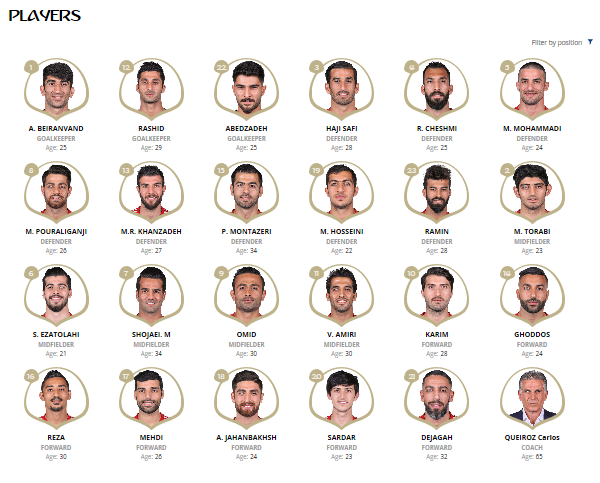 PLAYERS
Filter by position
1 12 22 3 4 5
A. BEIRANVAND RASHID ABEDZADEH HAJI SAFI R. CHESHMI M. MOHAMMADI
GOALKEEPER GOALKEEPER GOALKEEPER DEFENDER DEFENDER DEFENDER
Age: 25 Age: 29 Age: 25 Age: 28 Age: 25 Age: 24
8 13 15 19 23 2
M. POURALIGANJI M.R. KHANZADEH P. MONTAZERI M. HOSSEINI RAMIN M. TORABI
DEFENDER DEFENDER DEFENDER DEFENDER DEFENDER MIDFIELDER
Age: 26 Age: 27 Age: 34 Age: 22 Age: 28 Age: 23
6 7 9 11 10 14
S. EZATOLAHI SHOJAEI. M OMID V. AMIRI KARIM GHODDOS
MIDFIELDER MIDFIELDER MIDFIELDER MIDFIELDER FORWARD FORWARD
Age: 21 Age: 34 Age: 30 Age: 30 Age: 28 Age: 24
16 17 18 20 21
REZA MEHDI A. JAHANBAKHSH SARDAR DEJAGAH QUEIROZ Carlos
FORWARD FORWARD FORWARD FORWARD FORWARD COACH
Age: 30 Age: 26 Age: 24 Age: 23 Age: 32 Age: 65